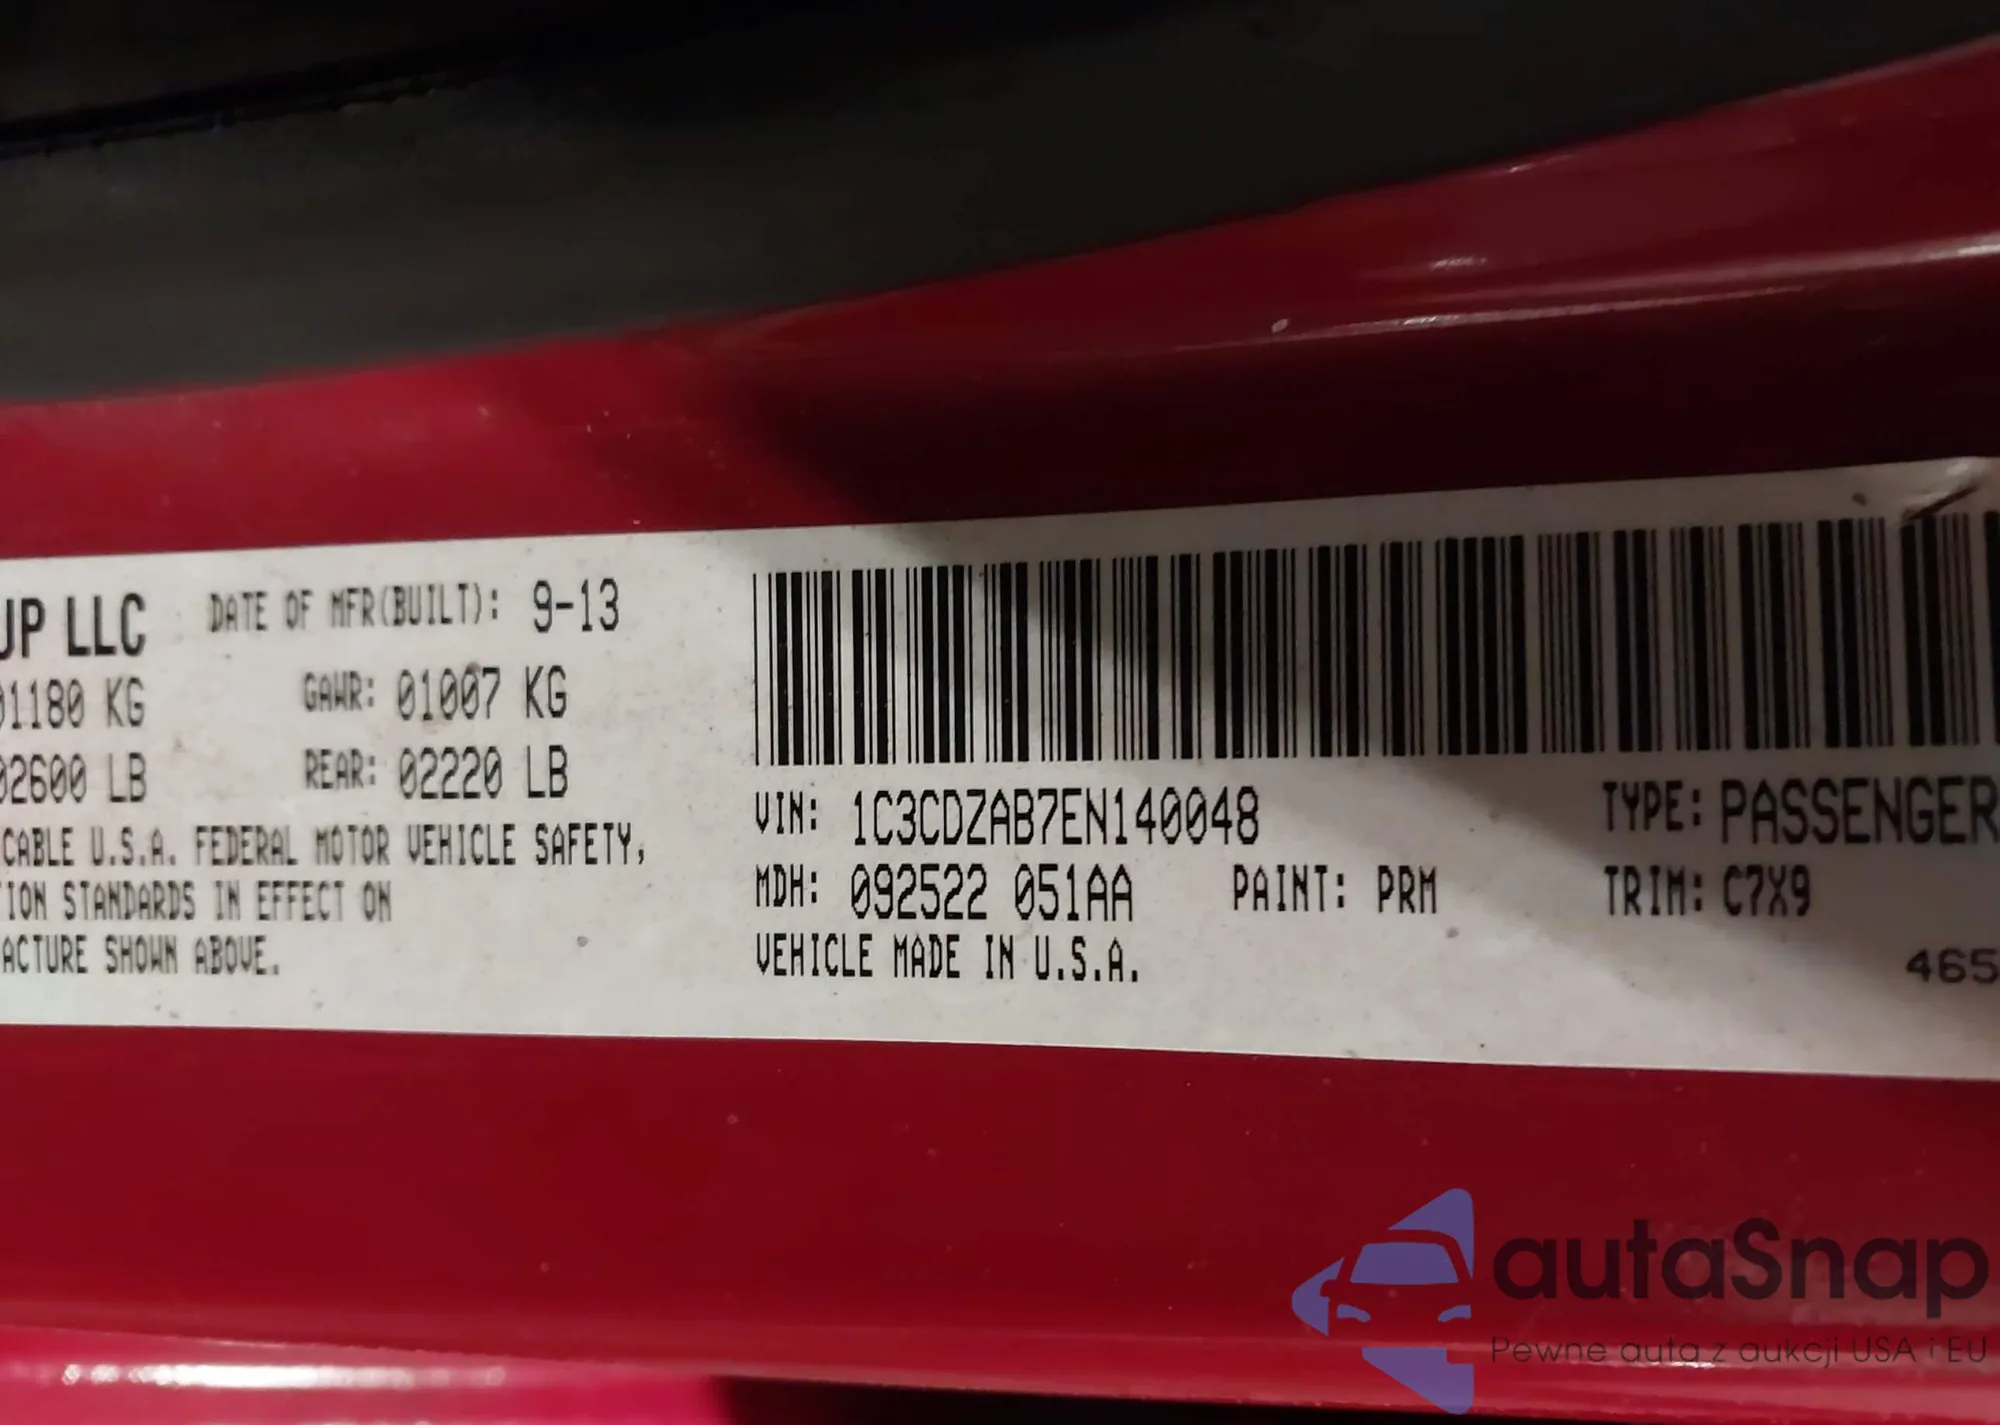 UP LLC DATE OF MFR(BUILT): 9-13
01180 KG GAWR: 01007 KG
02600 LB REAR: 02220 LB
CABLE U.S.A. FEDERAL MOTOR VEHICLE SAFETY,
TION STANDARDS IN EFFECT ON
ACTURE SHOWN ABOVE.
VIN: 1C3CDZAB7EN140048 TYPE: PASSENGER
MDH: 092522 051AA PAINT: PRM TRIM: C7X9
VEHICLE MADE IN U.S.A.
465
autaSnap
Pewne auta z aukcji USA i EU